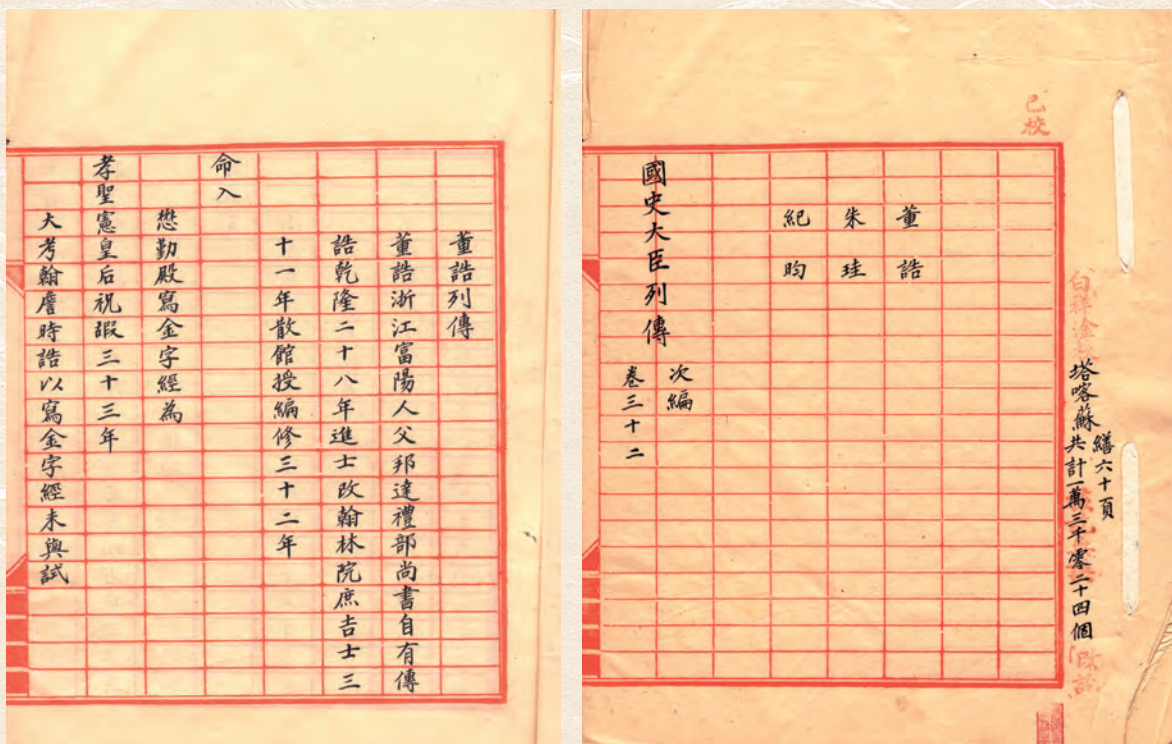 已校
繕六十頁
塔喀蘇
共計一萬三千零二十四個
董誥
朱珪
紀昀
國史大臣列傳
次編
卷三十二
董誥列傳
董誥浙江富陽人父邦達禮部尚書自有傳
誥乾隆二十八年進士改翰林院庶吉士三
十一年散館授編修三十二年
命入
懋勤殿寫金字經為
孝聖憲皇后祝嘏三十三年
大考翰詹時誥以寫金字經未與試